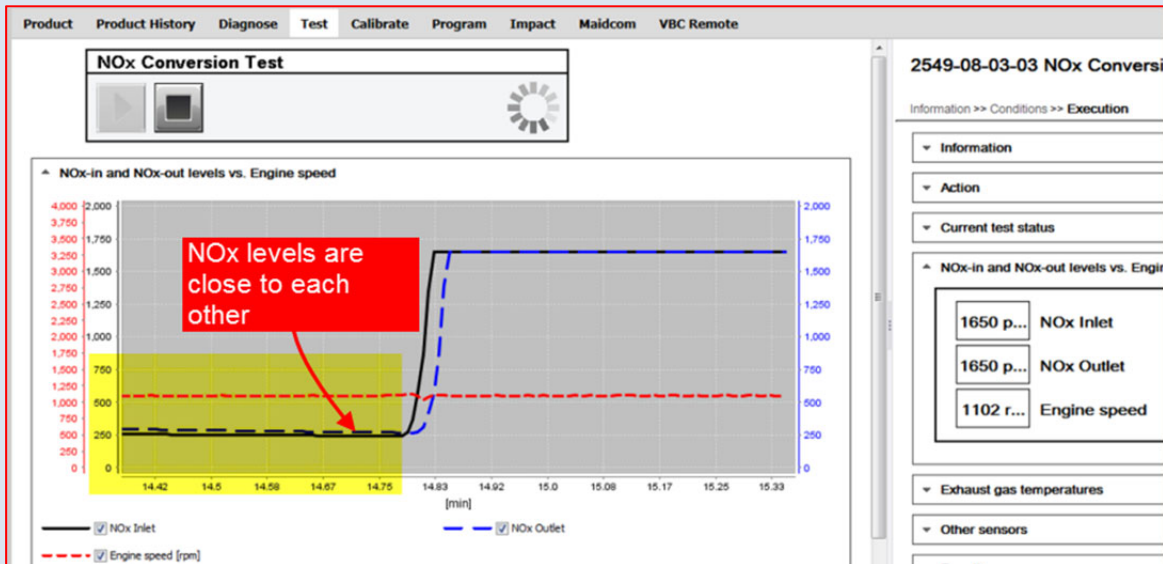 Product Product History Diagnose Test Calibrate Program Impact Maidcom VBC Remote
NOx Conversion Test
NOx-in and NOx-out levels vs. Engine speed
4,000 2,000 2,000
3,750
3,500 1,750 1,750
3,250
3,000 1,500 1,500
2,750
2,500 1,250 1,250
2,250
2,000 1,000 1,000
1,750
1,500 750 750
1,250
1,000 500 500
750
500 250 250
250
0 0 0
NOx levels are
close to each
other
14.42 14.5 14.58 14.67 14.75 14.83 14.92 15.0 15.08 15.17 15.25 15.33
[min]
NOx Inlet NOx Outlet
Engine speed [rpm]
2549-08-03-03 NOx Conversi
Information >> Conditions >> Execution
Information
Action
Current test status
NOx-in and NOx-out levels vs. Engin
1650 p... NOx Inlet
1650 p... NOx Outlet
1102 r... Engine speed
Exhaust gas temperatures
Other sensors